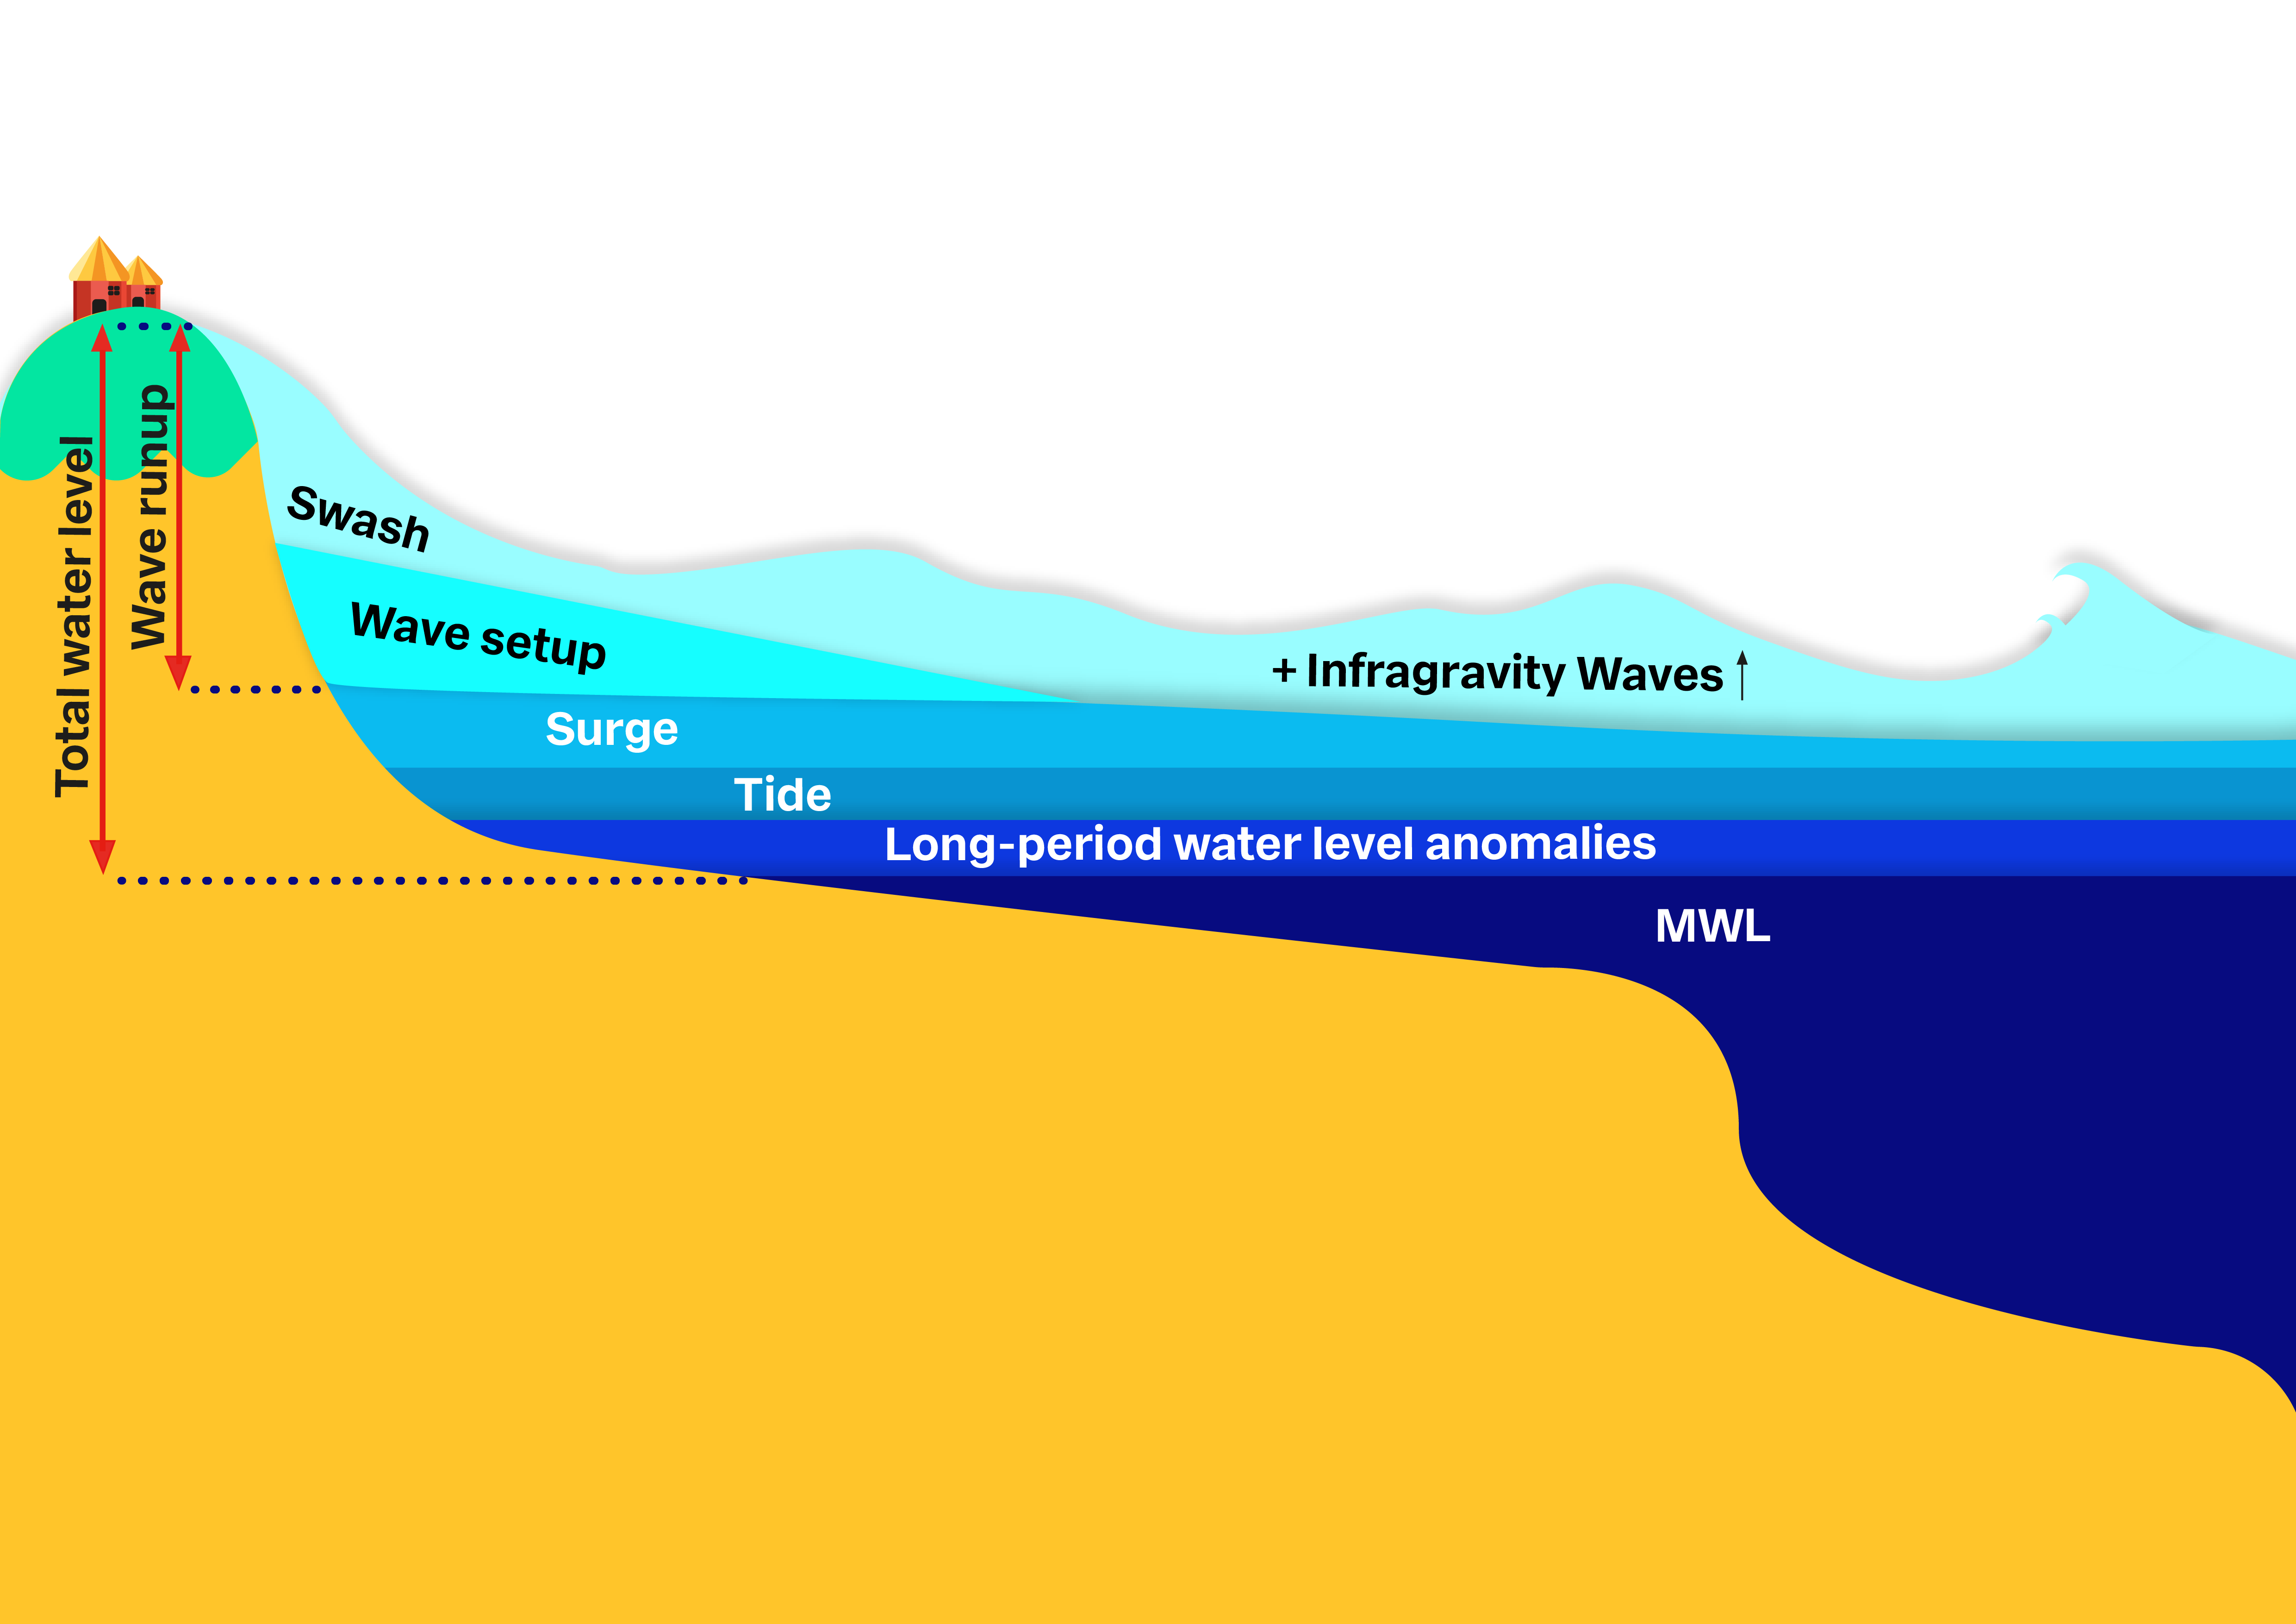 Total water level
Wave runup
Swash
Wave setup
+ Infragravity Waves
Surge
Tide
Long-period water level anomalies
MWL